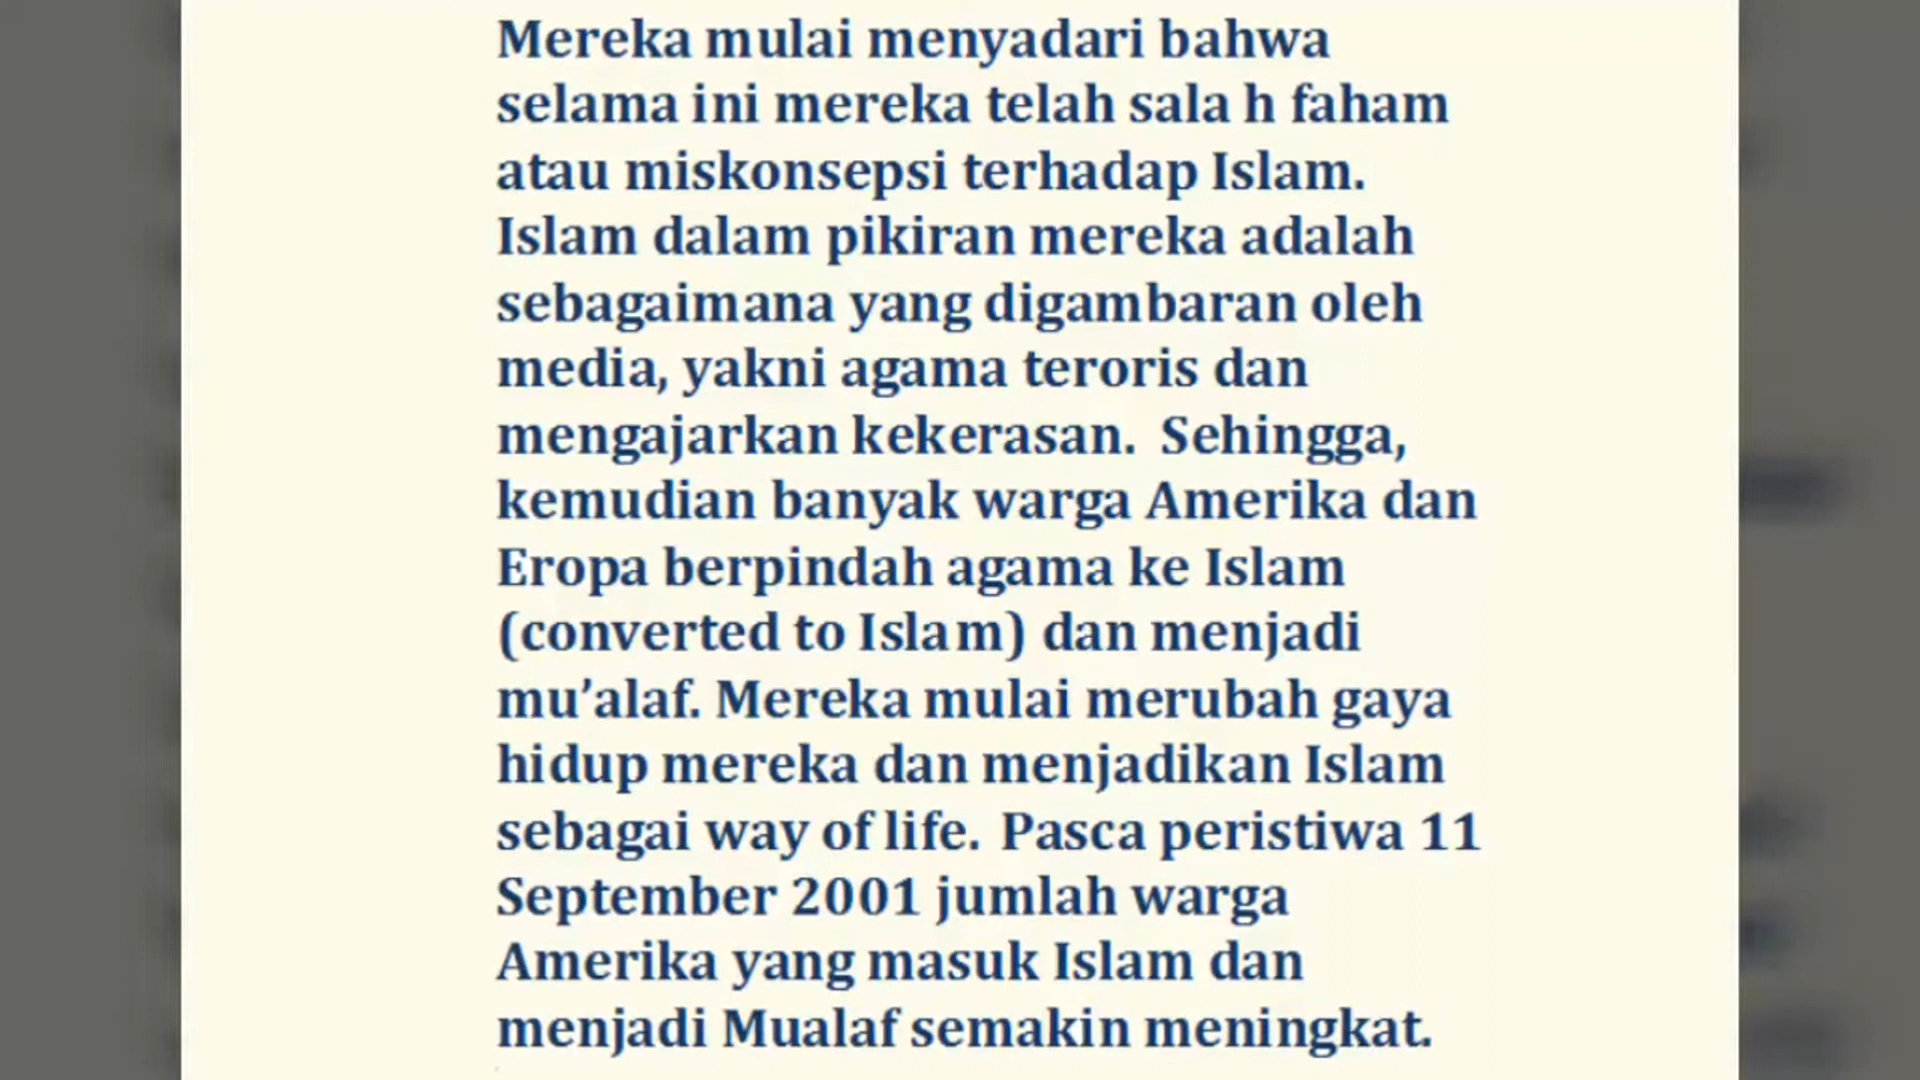 Mereka mulai menyadari bahwa
selama ini mereka telah sala h faham
atau miskonsepsi terhadap Islam.
Islam dalam pikiran mereka adalah
sebagaimana yang digambaran oleh
media, yakni agama teroris dan
mengajarkan kekerasan.  Sehingga,
kemudian banyak warga Amerika dan
Eropa berpindah agama ke Islam
(converted to Islam) dan menjadi
mu’alaf. Mereka mulai merubah gaya
hidup mereka dan menjadikan Islam
sebagai way of life.  Pasca peristiwa 11
September 2001 jumlah warga
Amerika yang masuk Islam dan
menjadi Mualaf semakin meningkat.